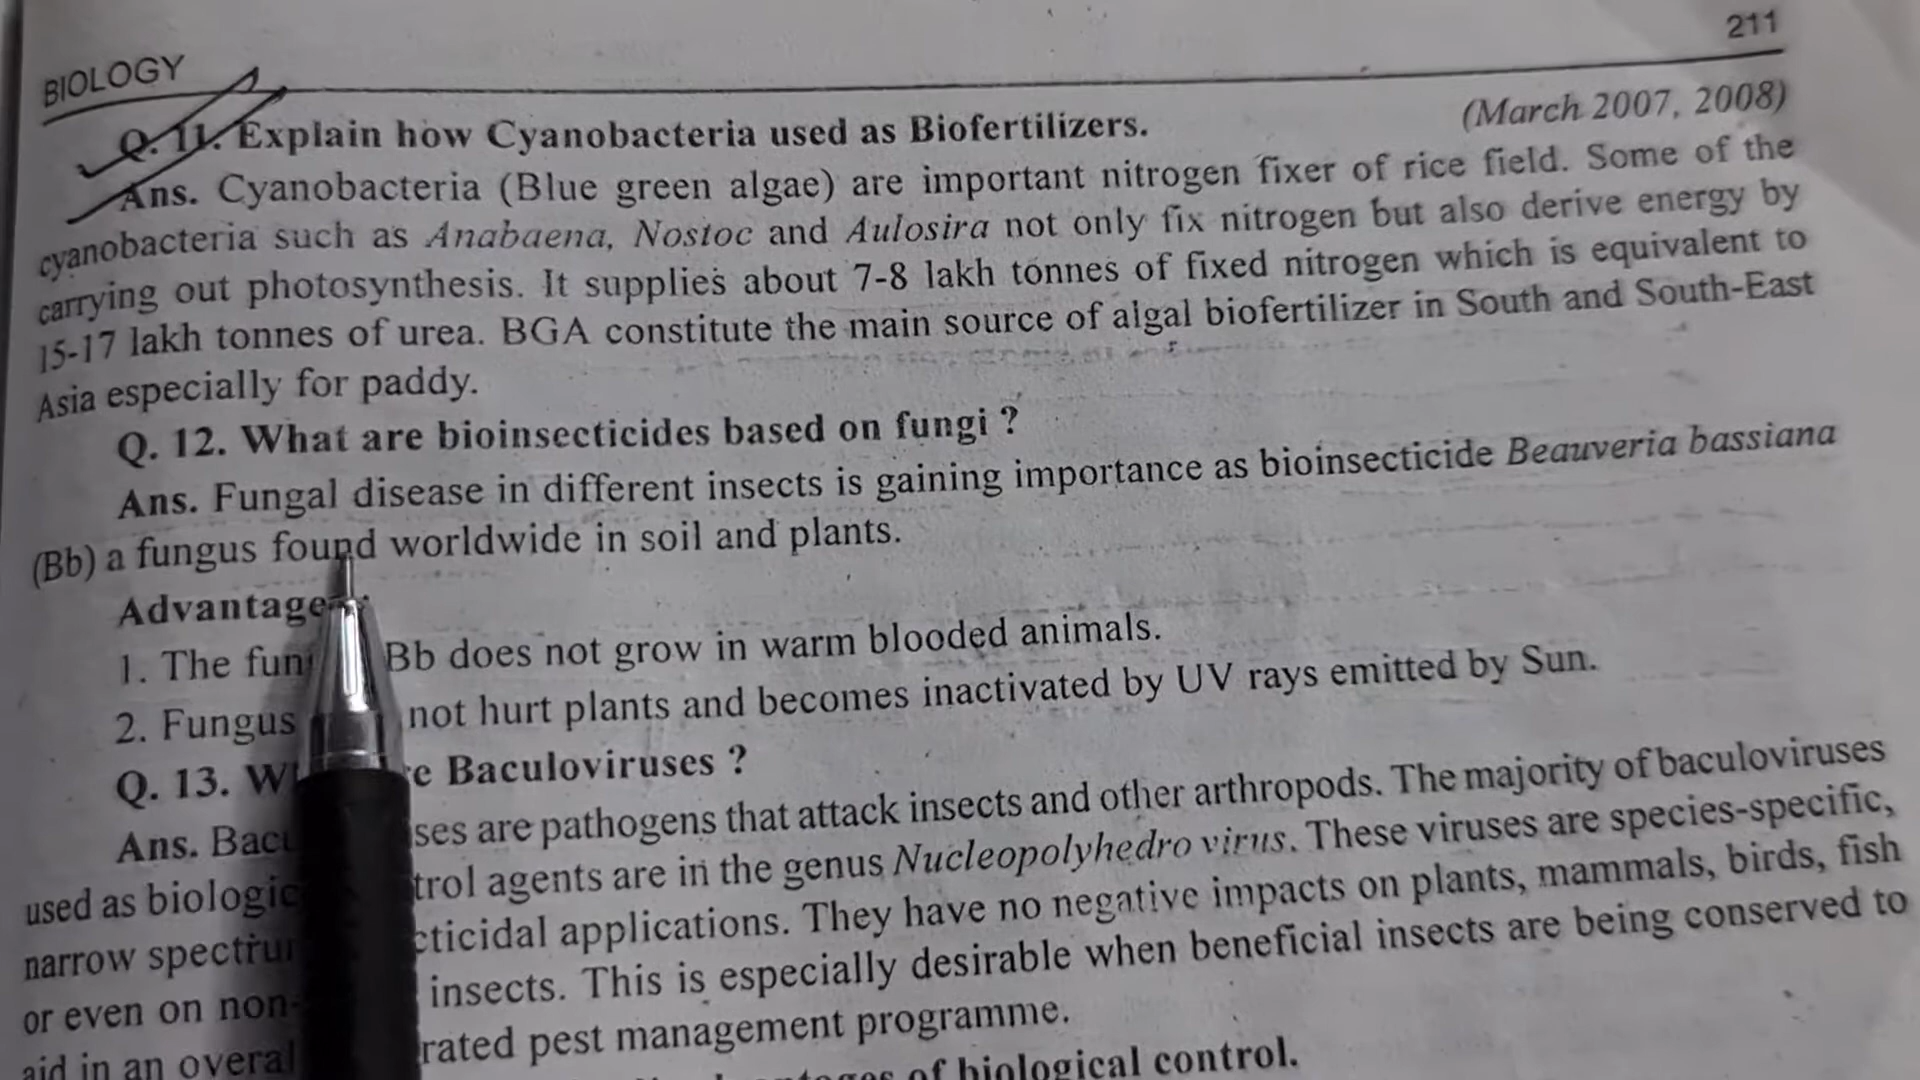 211
BIOLOGY
Q. 11. Explain how Cyanobacteria used as Biofertilizers. (March 2007, 2008)
Ans. Cyanobacteria (Blue green algae) are important nitrogen fixer of rice field. Some of the
cyanobacteria such as Anabaena, Nostoc and Aulosira not only fix nitrogen but also derive energy by
carrying out photosynthesis. It supplies about 7-8 lakh tonnes of fixed nitrogen which is equivalent to
15-17 lakh tonnes of urea. BGA constitute the main source of algal biofertilizer in South and South-East
Asia especially for paddy.
Q. 12. What are bioinsecticides based on fungi ?
Ans. Fungal disease in different insects is gaining importance as bioinsecticide Beauveria bassiana
(Bb) a fungus found worldwide in soil and plants.
Advantage
1. The fun Bb does not grow in warm blooded animals.
2. Fungus not hurt plants and becomes inactivated by UV rays emitted by Sun.
Q. 13. Baculoviruses ?
Ans. are pathogens that attack insects and other arthropods. The majority of baculoviruses
used as biologic trol agents are in the genus Nucleopolyhedro virus. These viruses are species-specific,
narrow cticidal applications. They have no negative impacts on plants, mammals, birds, fish
or even on non- insects. This is especially desirable when beneficial insects are being conserved to
aid in an overal rated pest management programme.
of biological control.